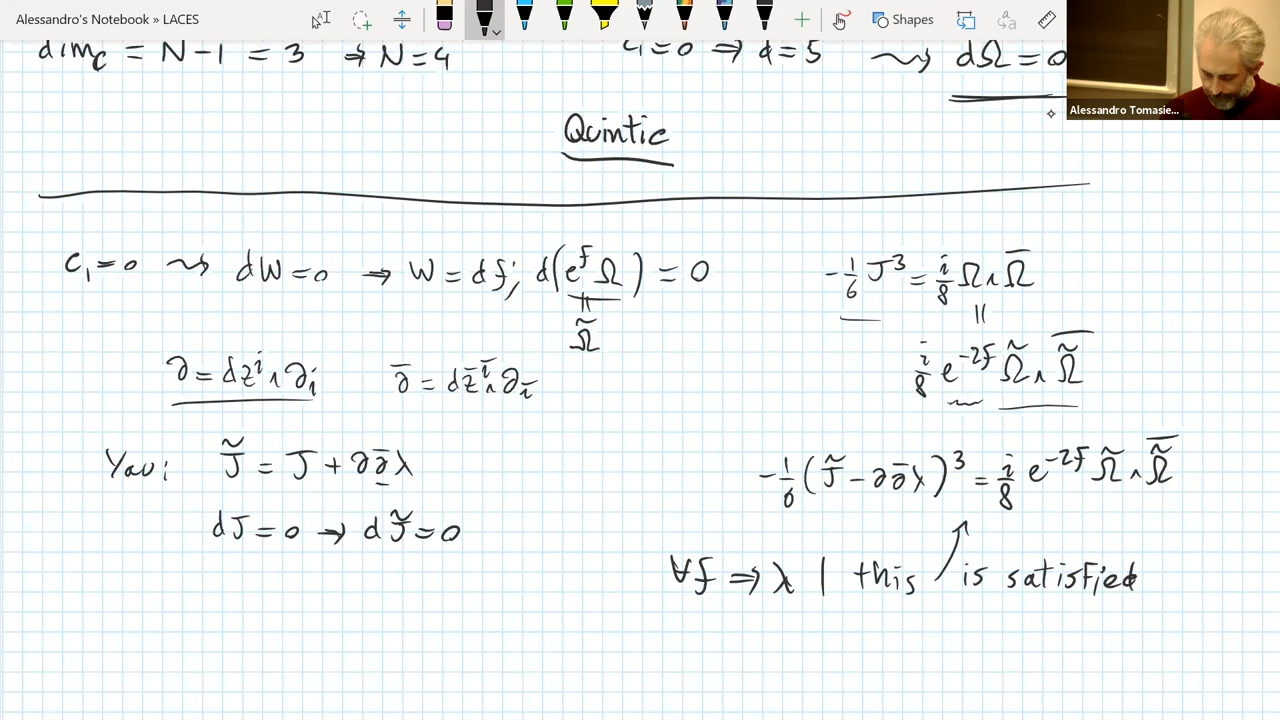 Alessandro's Notebook » LACES
Shapes
Alessandro Tomasie...
dim_C = N-1 = 3 ⇒ N=4
c₁=0 ⇒ d=5 ⇝ dΩ=0
Quintic
c₁=0 ⇝ dW=0 → W=df; d(e^f Ω) = 0
= Ω̃
-1/6 J³ = i/8 Ω∧Ω̄
= i/8 e^{-2f} Ω̃∧Ω̃̄
∂ = dz^i∧∂_i ∂̄ = dz̄^ī∧∂_ī
Yau: J̃ = J + ∂∂̄λ
-1/6 (J̃ - ∂∂̄λ)³ = i/8 e^{-2f} Ω̃∧Ω̃̄
dJ=0 → dJ̃=0
∀f ⇒ λ | this is satisfied